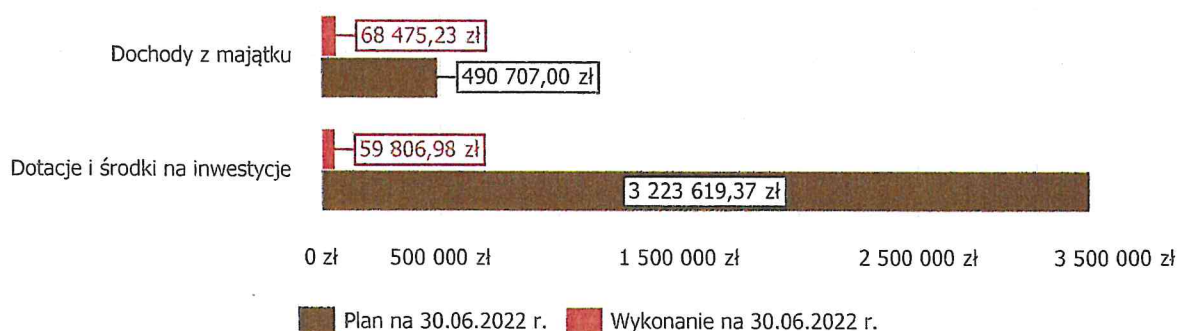 68 475,23 zł
Dochody z majątku
490 707,00 zł
59 806,98 zł
Dotacje i środki na inwestycje
3 223 619,37 zł
0 zł 500 000 zł 1 500 000 zł 2 500 000 zł 3 500 000 zł
Plan na 30.06.2022 r. Wykonanie na 30.06.2022 r.